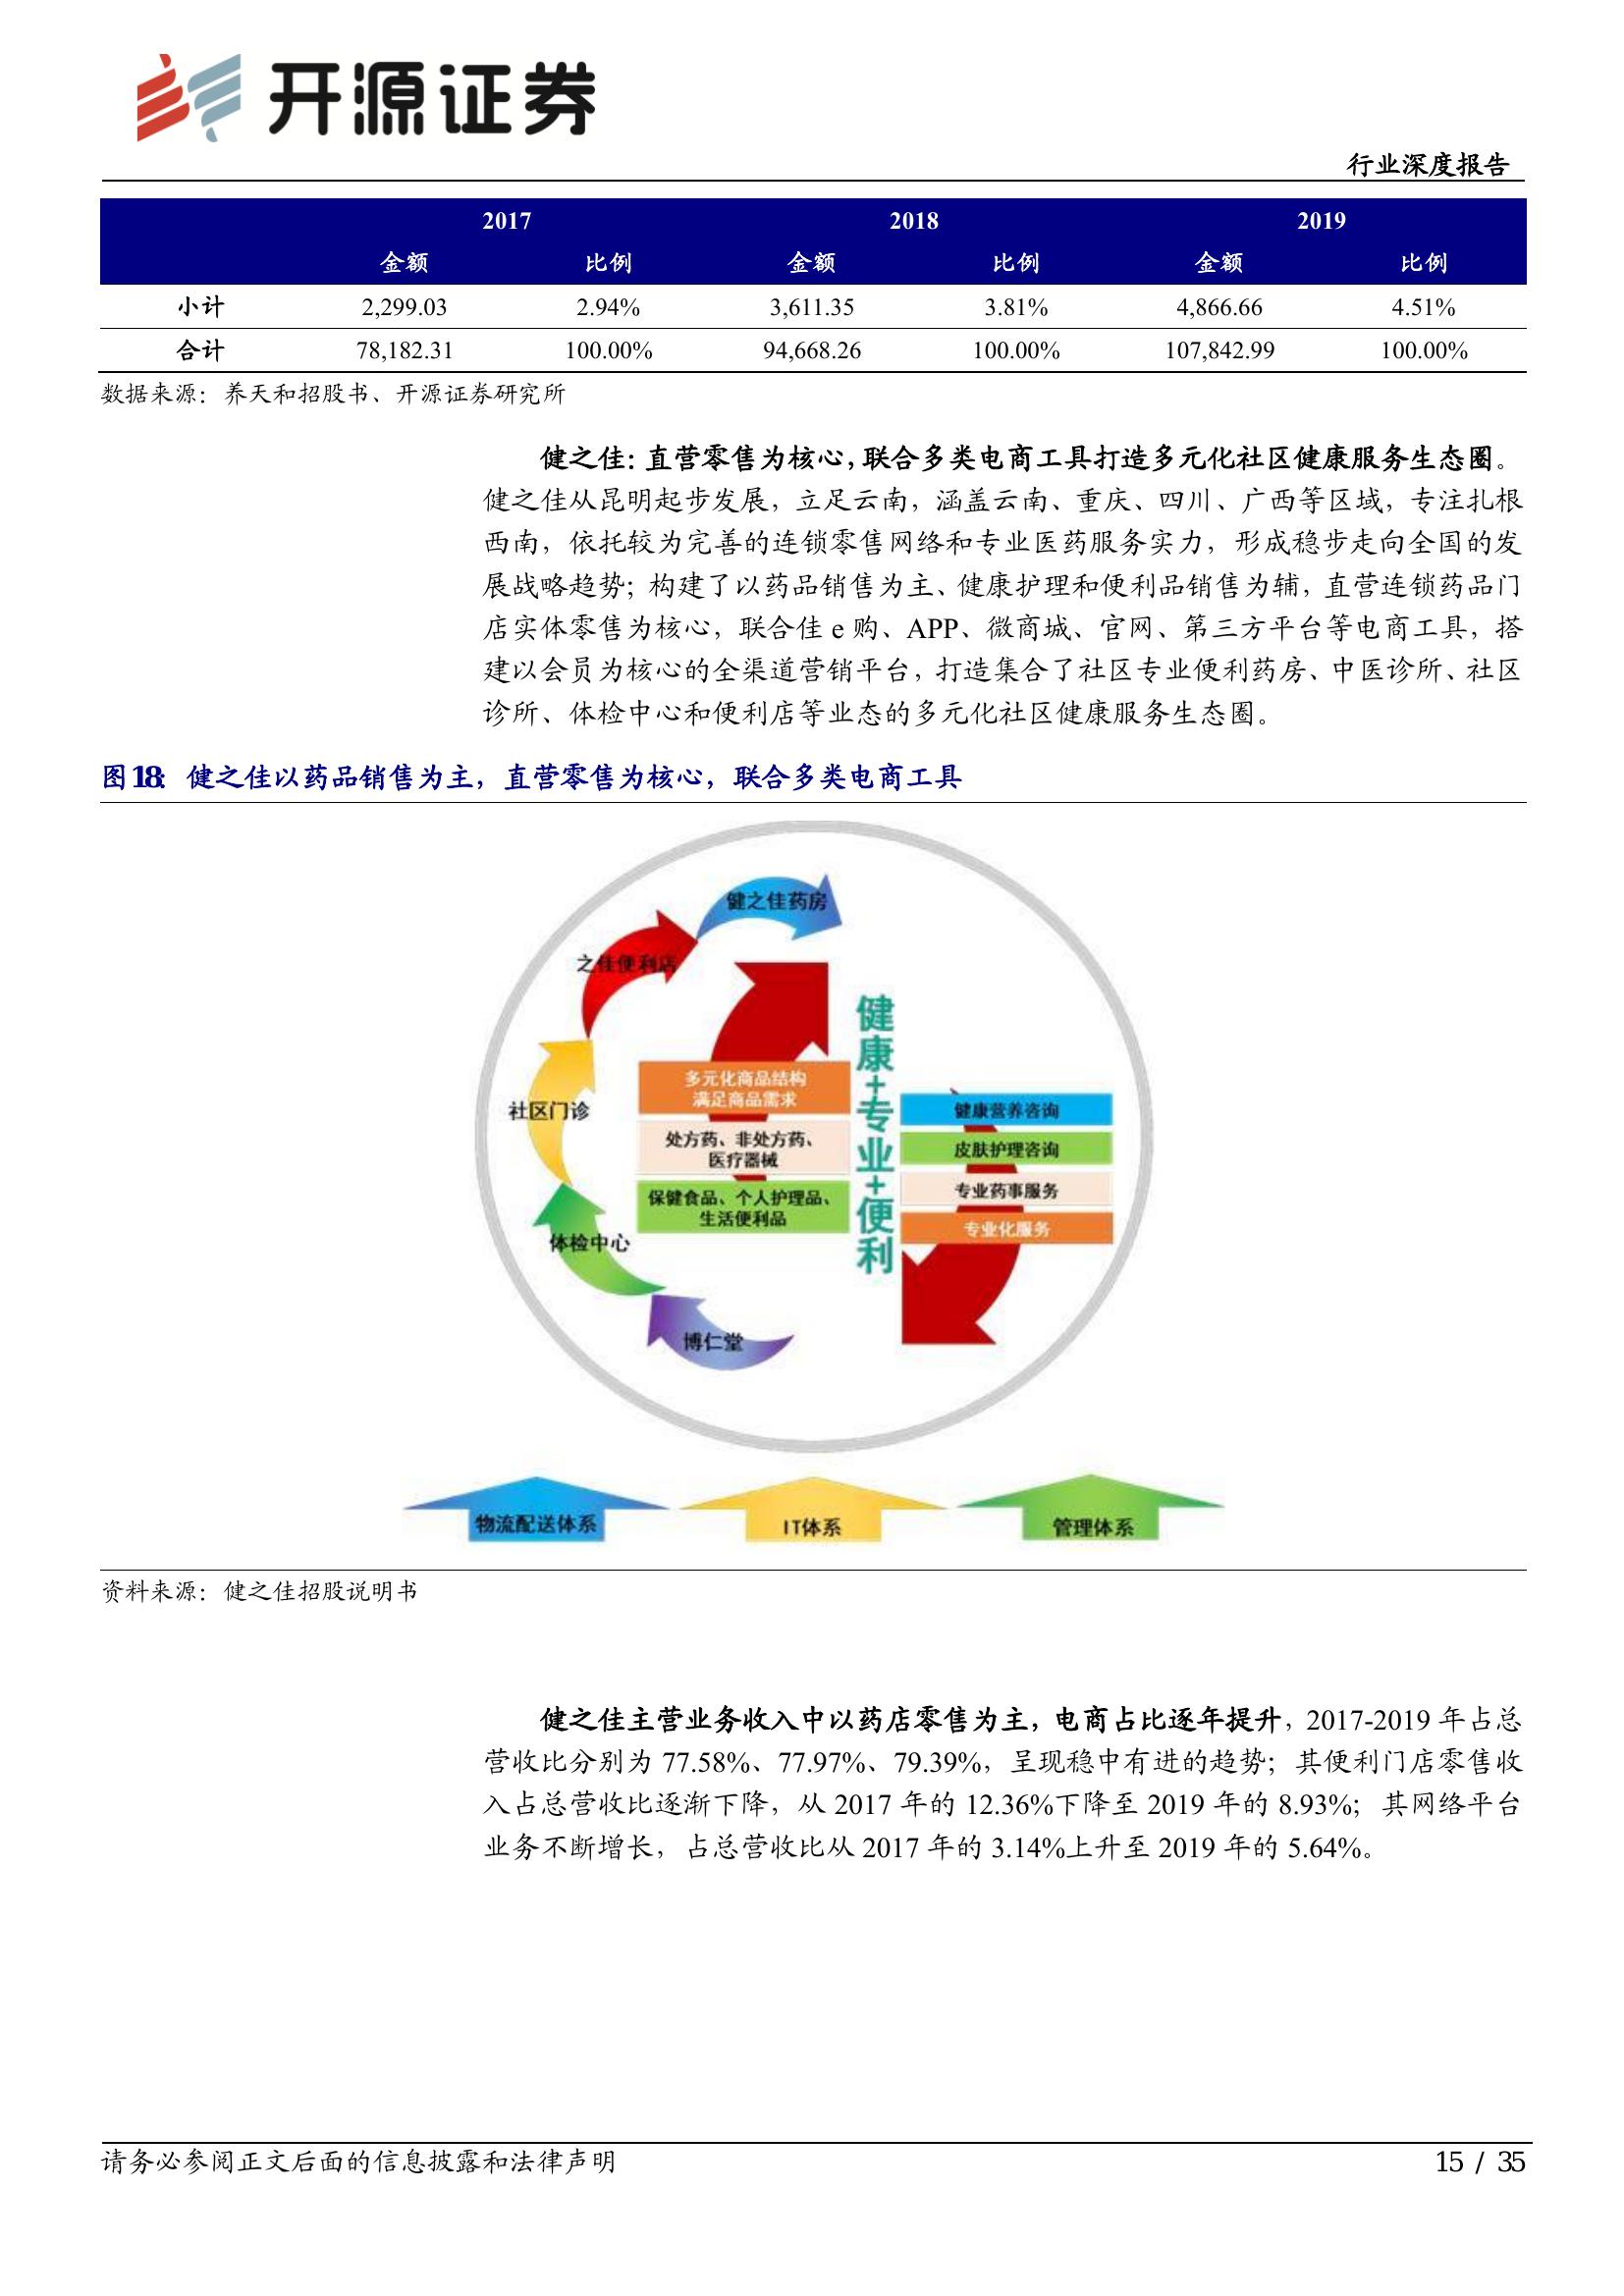 开源证券
行业深度报告
2017 2018 2019
金额 比例 金额 比例 金额 比例
小计 2,299.03 2.94% 3,611.35 3.81% 4,866.66 4.51%
合计 78,182.31 100.00% 94,668.26 100.00% 107,842.99 100.00%
数据来源：养天和招股书、开源证券研究所
健之佳：直营零售为核心，联合多类电商工具打造多元化社区健康服务生态圈。
健之佳从昆明起步发展，立足云南，涵盖云南、重庆、四川、广西等区域，专注扎根
西南，依托较为完善的连锁零售网络和专业医药服务实力，形成稳步走向全国的发
展战略趋势；构建了以药品销售为主、健康护理和便利品销售为辅，直营连锁药品门
店实体零售为核心，联合佳 e 购、APP、微商城、官网、第三方平台等电商工具，搭
建以会员为核心的全渠道营销平台，打造集合了社区专业便利药房、中医诊所、社区
诊所、体检中心和便利店等业态的多元化社区健康服务生态圈。
图18： 健之佳以药品销售为主，直营零售为核心，联合多类电商工具
健之佳药房
之佳便利店
社区门诊
体检中心
博仁堂
多元化商品结构
满足商品需求
处方药、非处方药、
医疗器械
保健食品、个人护理品、
生活便利品
健康+专业+便利
健康营养咨询
皮肤护理咨询
专业药事服务
专业化服务
物流配送体系
IT体系
管理体系
资料来源：健之佳招股说明书
健之佳主营业务收入中以药店零售为主，电商占比逐年提升，2017-2019 年占总
营收比分别为 77.58%、77.97%、79.39%，呈现稳中有进的趋势；其便利门店零售收
入占总营收比逐渐下降，从 2017 年的 12.36%下降至 2019 年的 8.93%；其网络平台
业务不断增长，占总营收比从 2017 年的 3.14%上升至 2019 年的 5.64%。
请务必参阅正文后面的信息披露和法律声明
15 / 35